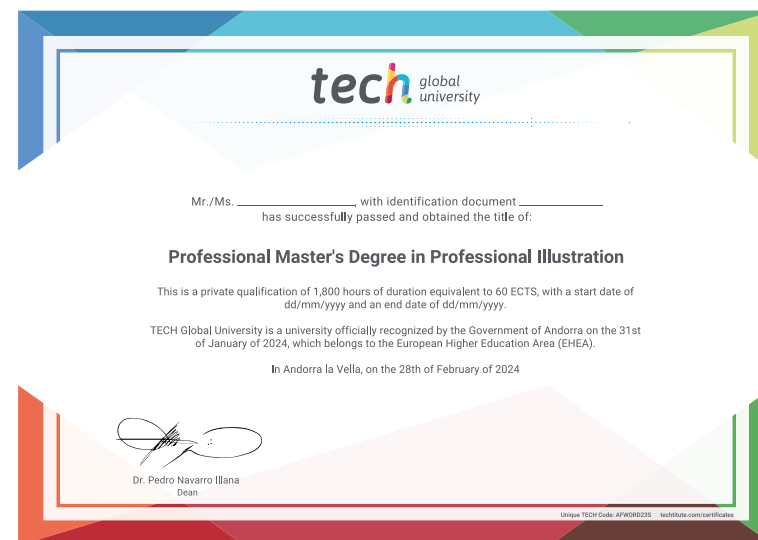 tech global
university
Mr./Ms. ____________, with identification document ____________
has successfully passed and obtained the title of:
Professional Master's Degree in Professional Illustration
This is a private qualification of 1,800 hours of duration equivalent to 60 ECTS, with a start date of
dd/mm/yyyy and an end date of dd/mm/yyyy.
TECH Global University is a university officially recognized by the Government of Andorra on the 31st
of January of 2024, which belongs to the European Higher Education Area (EHEA).
In Andorra la Vella, on the 28th of February of 2024
Dr. Pedro Navarro Illana
Dean
Unique TECH Code: AFWORD23S techtitute.com/certificates